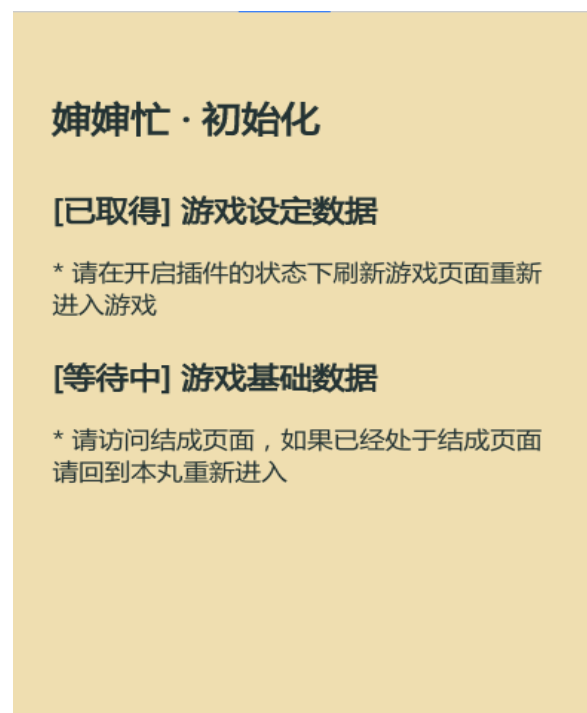 婶婶忙 · 初始化
[已取得] 游戏设定数据
* 请在开启插件的状态下刷新游戏页面重新
进入游戏
[等待中] 游戏基础数据
* 请访问结成页面，如果已经处于结成页面
请回到本丸重新进入